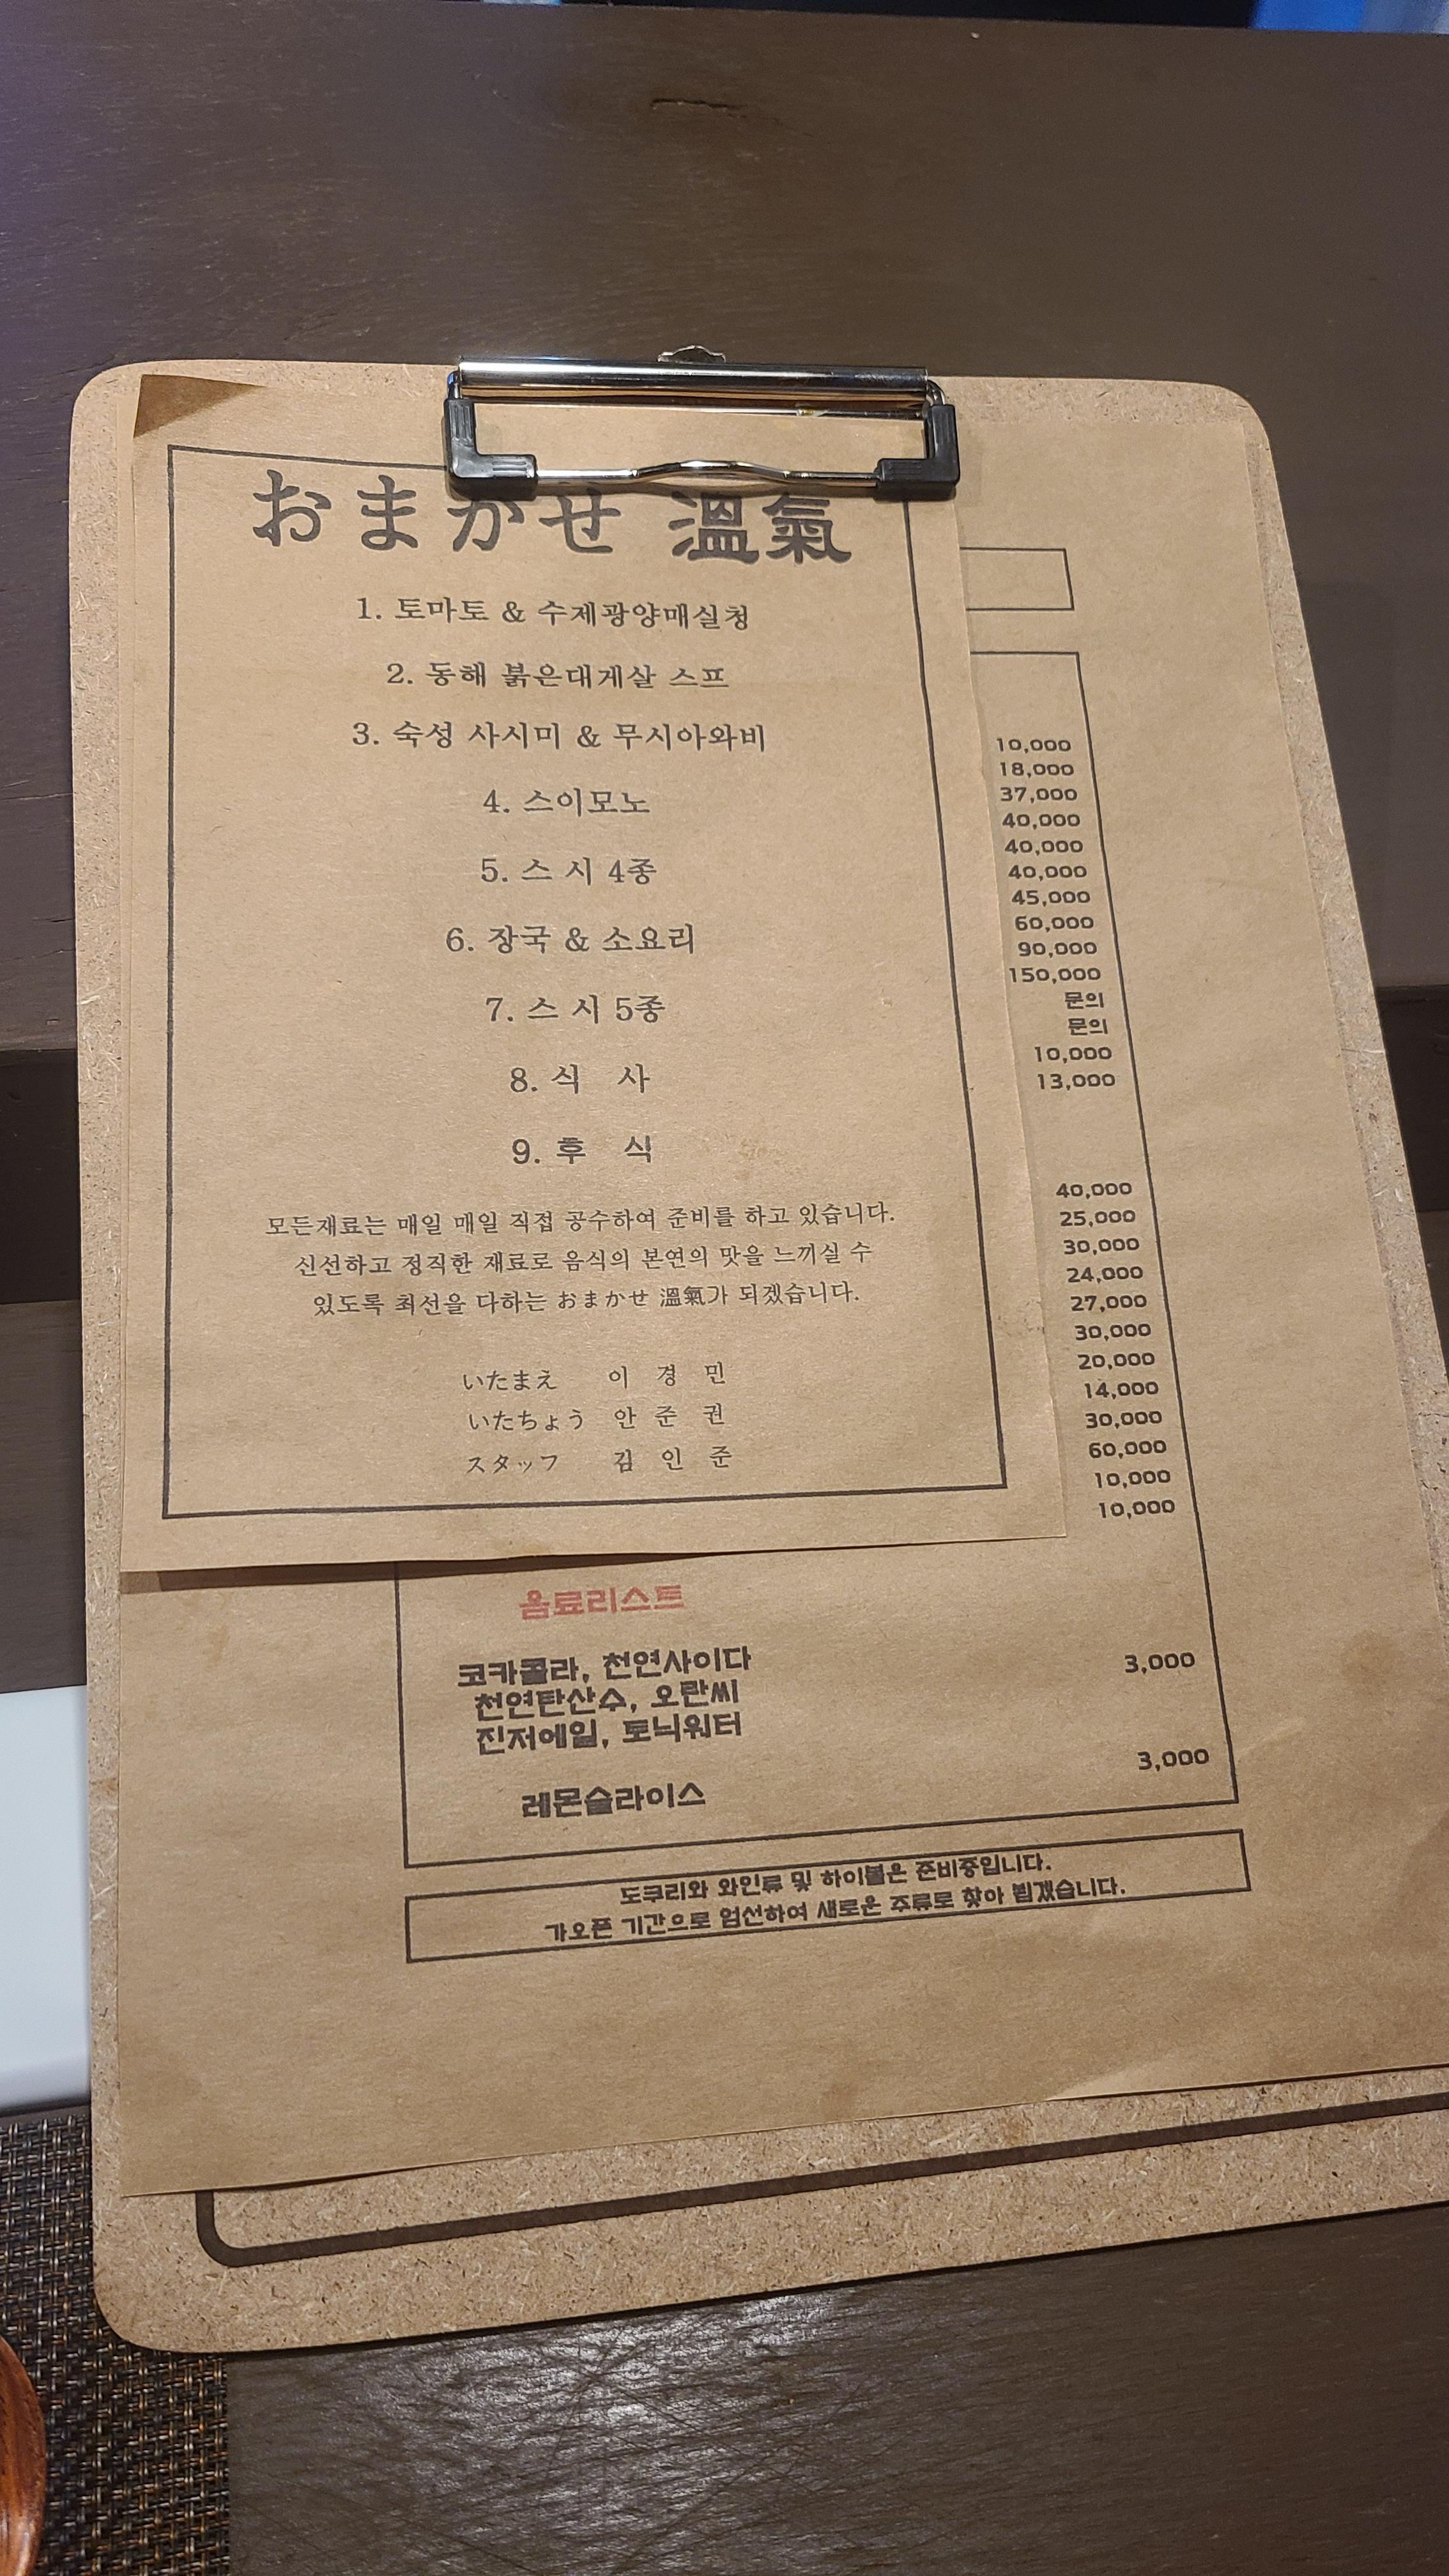 おまかせ 溫氣
1. 토마토 & 수제광양매실청
2. 동해 붉은대게살 스프
3. 숙성 사시미 & 무시아와비
4. 스이모노
5. 스 시 4종
6. 장국 & 소요리
7. 스 시 5종
8. 식 사
9. 후 식
모든재료는 매일 매일 직접 공수하여 준비를 하고 있습니다.
신선하고 정직한 재료로 음식의 본연의 맛을 느끼실 수
있도록 최선을 다하는 おまかせ 溫氣가 되겠습니다.
いたまえ 이 경 민
いたちょう 안 준 권
スタッフ 김 인 준
10,000
18,000
37,000
40,000
40,000
40,000
45,000
60,000
90,000
150,000
문의
문의
10,000
13,000
40,000
25,000
30,000
24,000
27,000
30,000
20,000
14,000
30,000
60,000
10,000
10,000
음료리스트
코카콜라, 천연사이다 3,000
천연탄산수, 오란씨
진저에일, 토닉워터
레몬슬라이스 3,000
도쿠리와 와인류 및 하이볼은 준비중입니다.
가오픈 기간으로 엄선하여 새로운 주류로 찾아 뵙겠습니다.